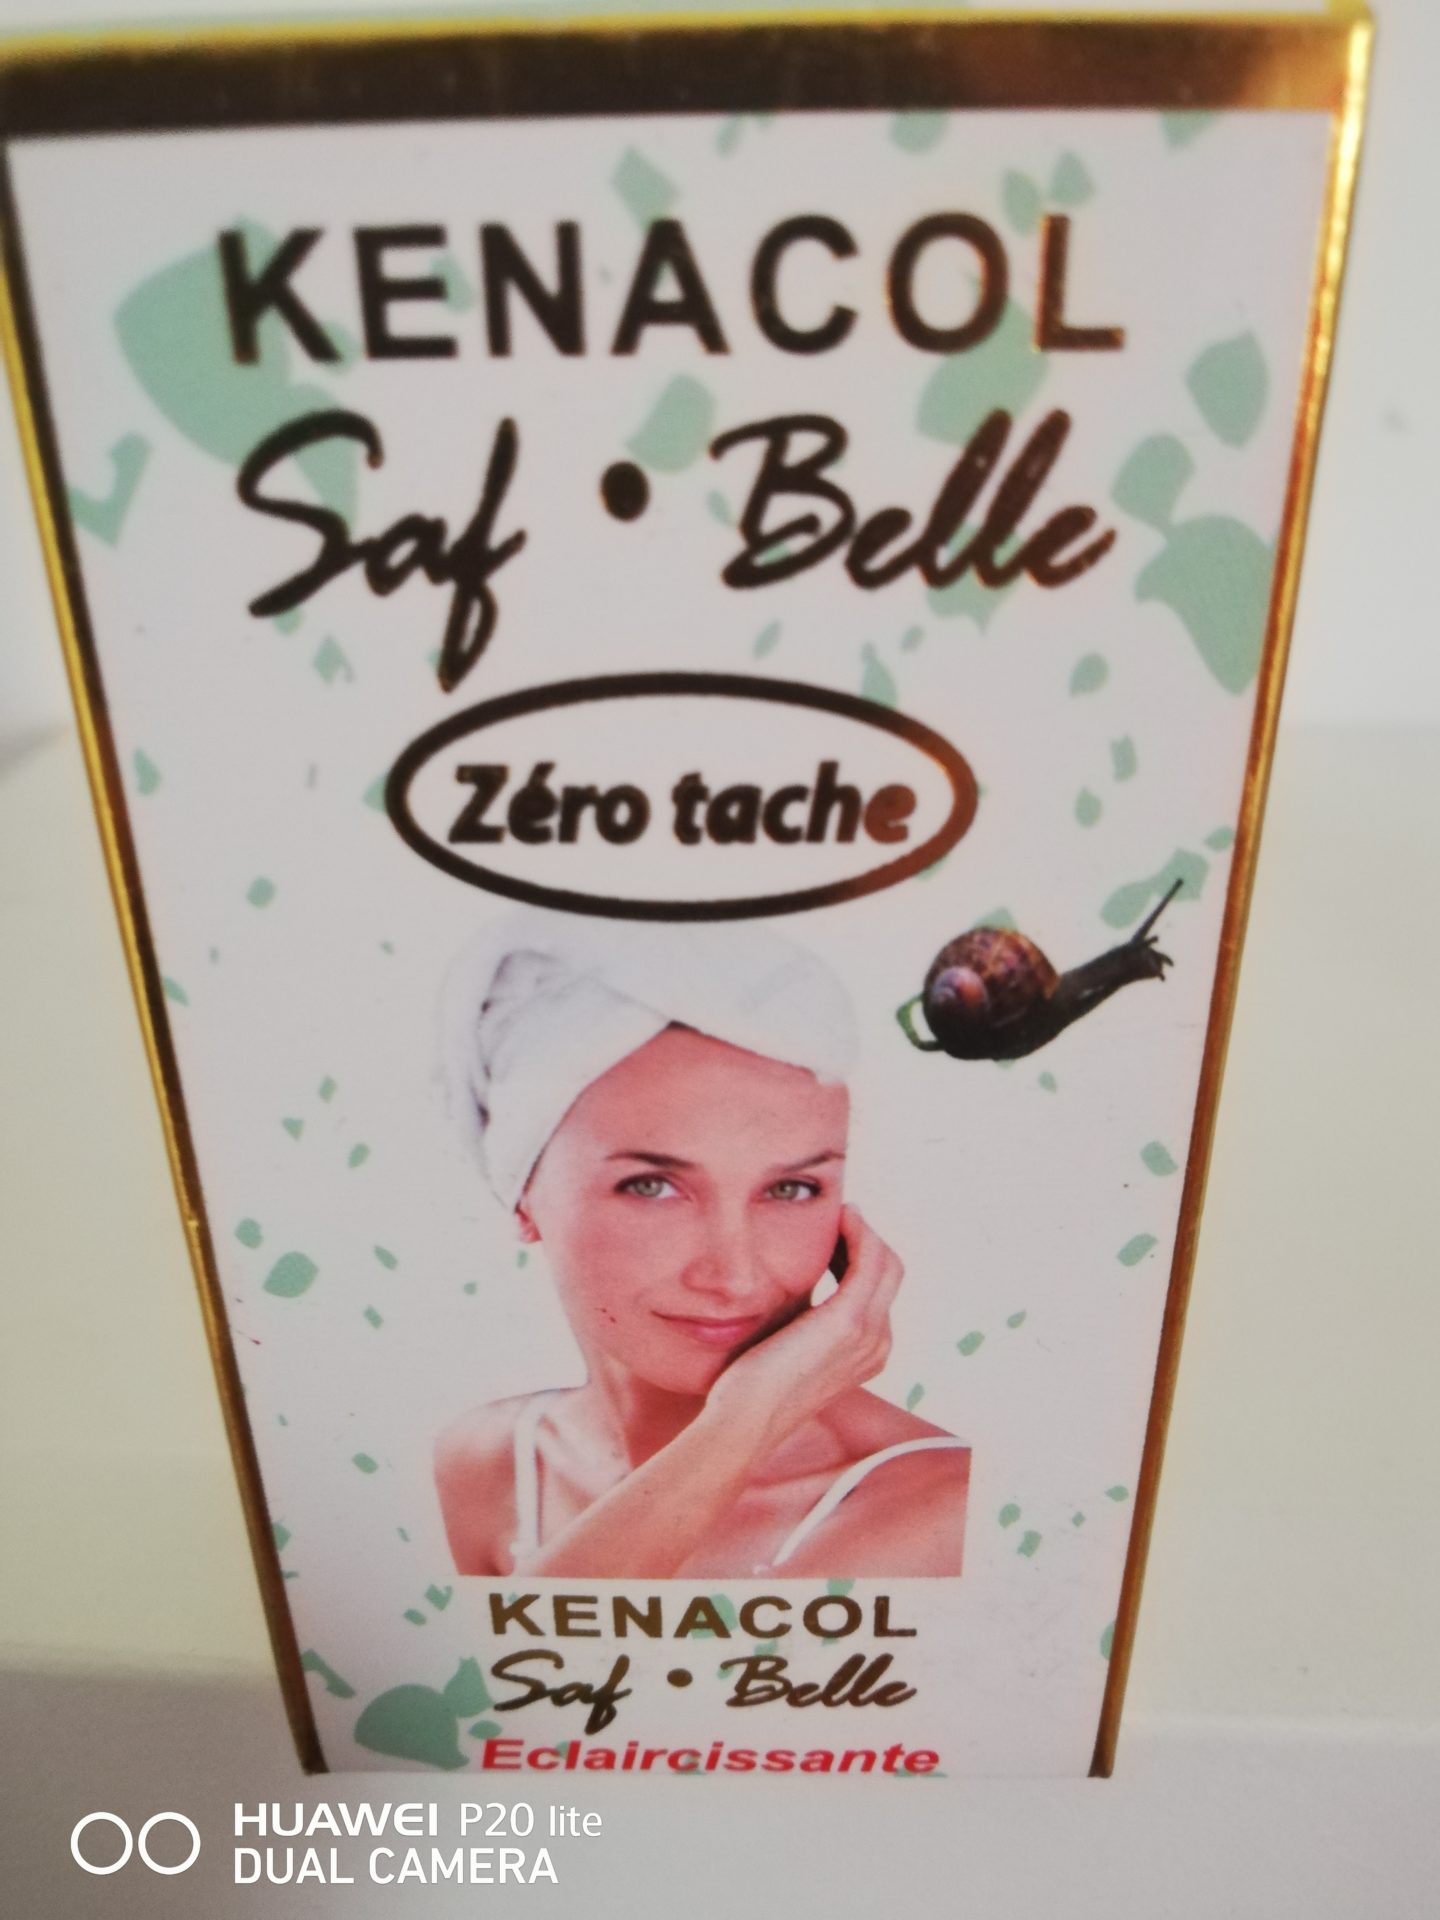 KENACOL
Saf • Belle
Zéro tache
KENACOL
Saf • Belle
Eclaircissante
HUAWEI P20 lite
DUAL CAMERA